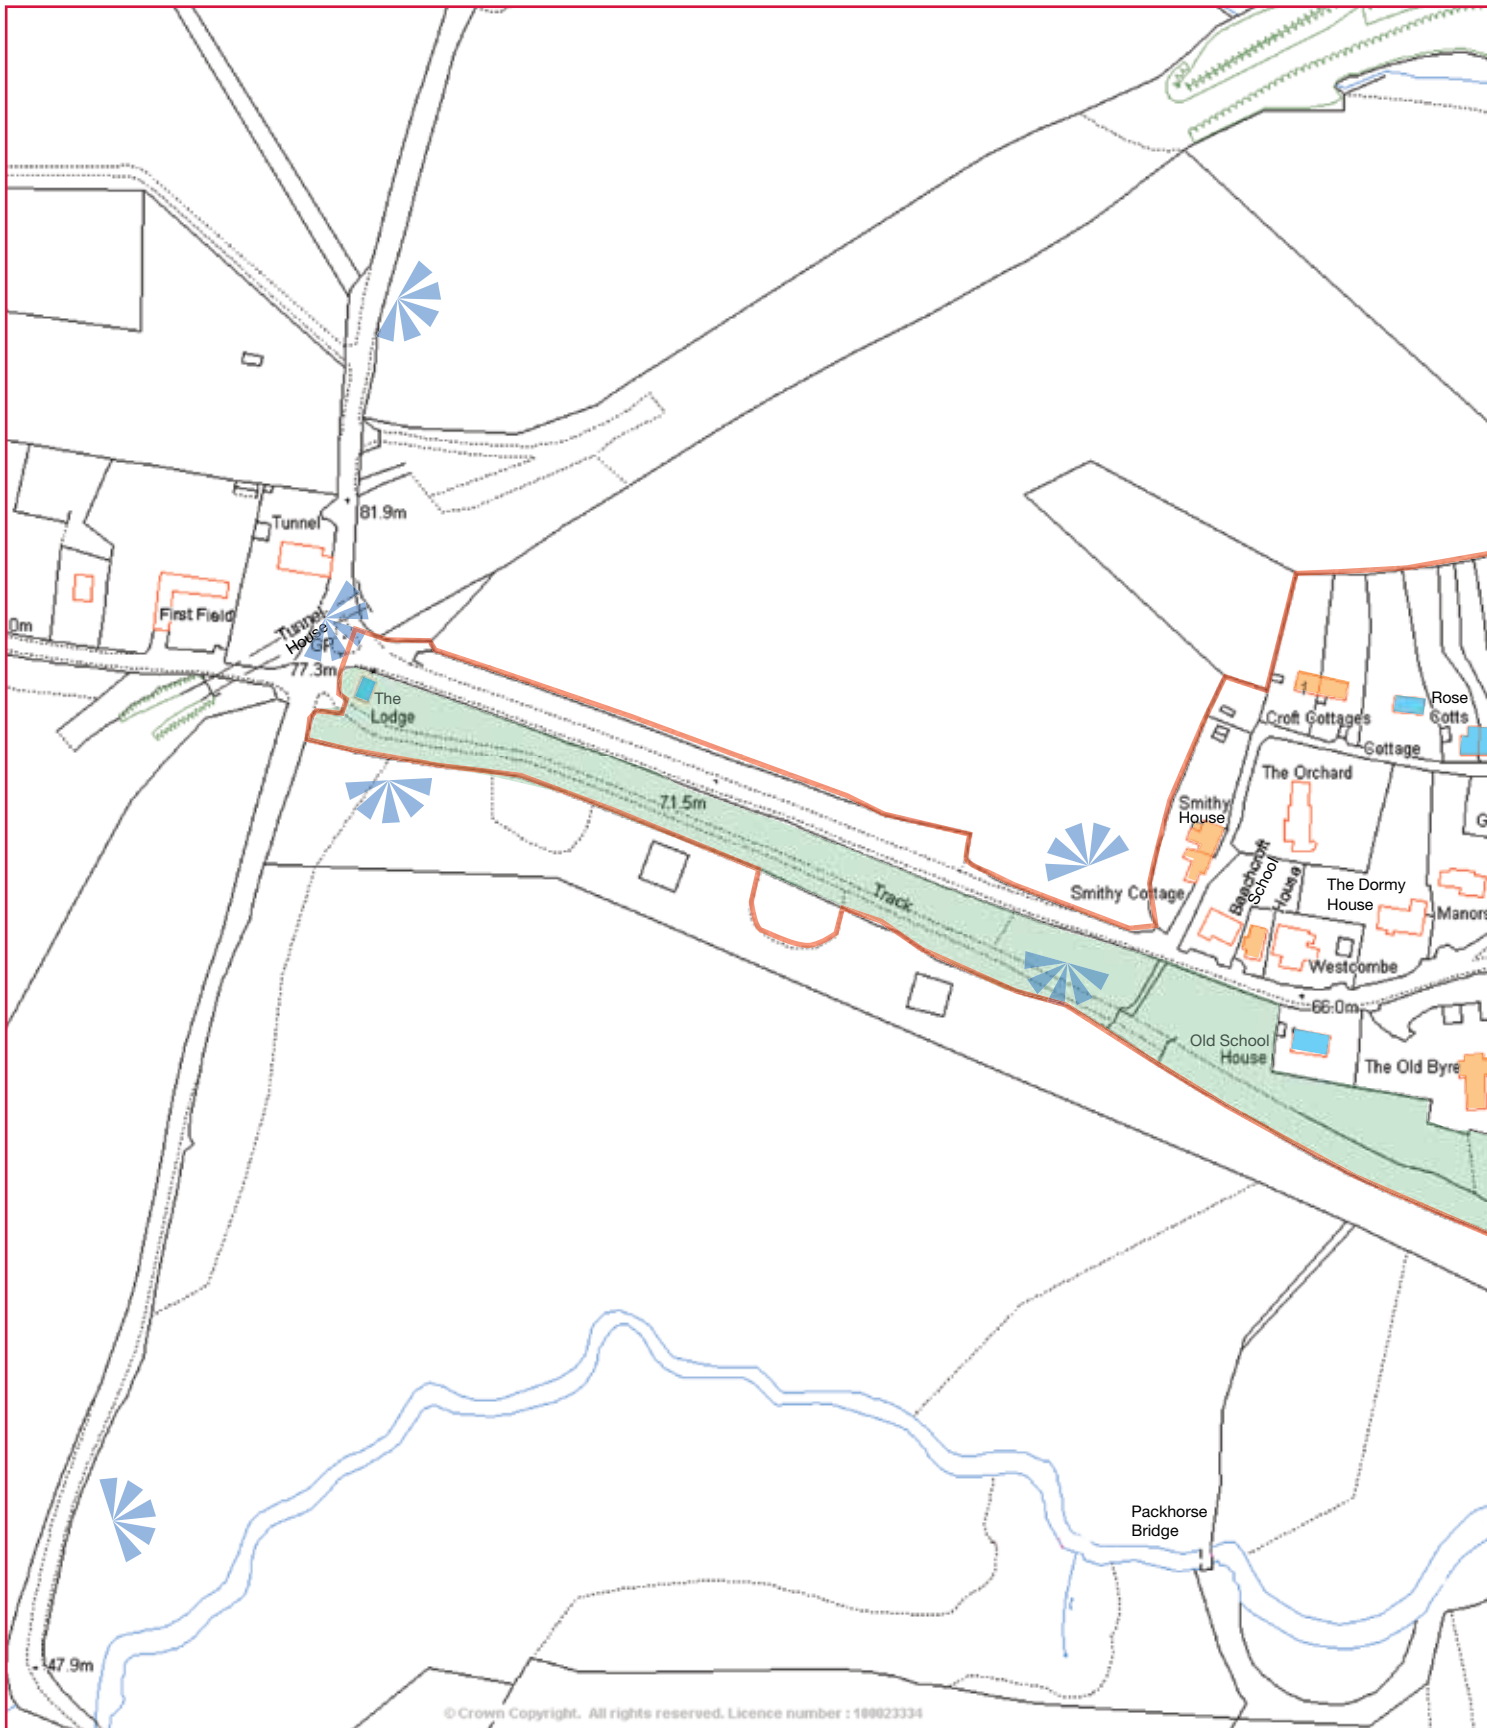 81.9m
Tunnel
First Field
0m
Tunnel
House
GP
77.3m
The
Lodge
71.5m
Track
Rose
Cotts
1
Croft Cottages
Cottage
The Orchard
Smithy
House
G
Beechcroft
School
House
The Dormy
House
Smithy Cottage
Manors
Westcombe
66.0m
Old School
House
The Old Byre
Packhorse
Bridge
47.9m
© Crown Copyright. All rights reserved. Licence number : 100023334